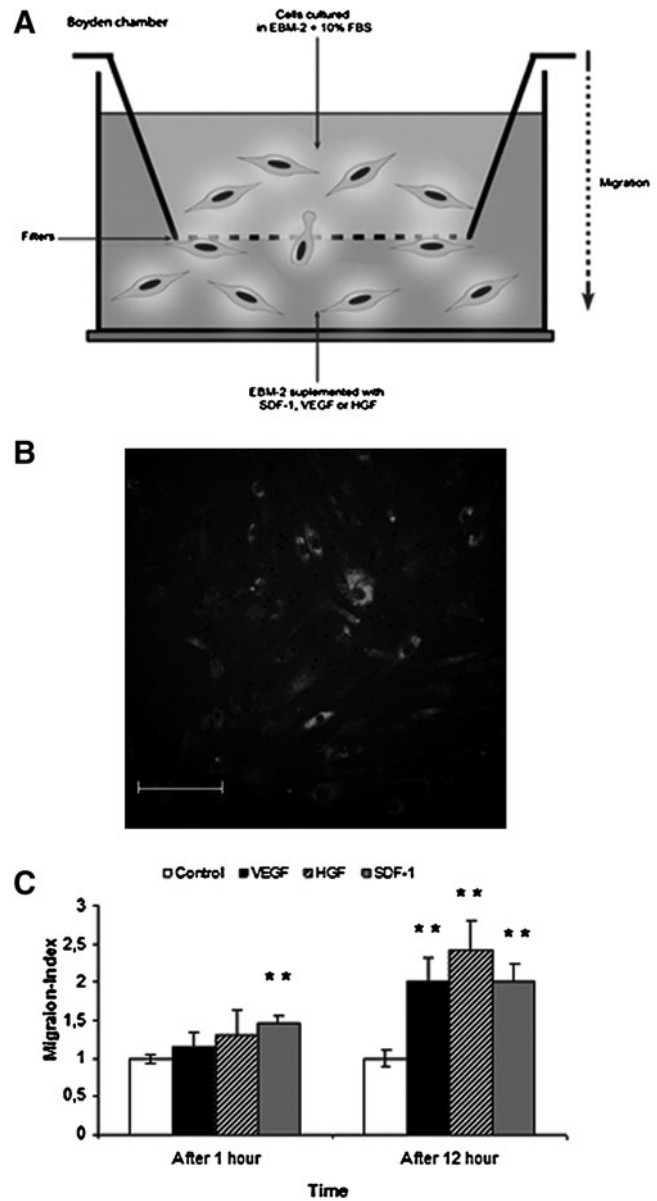 A
Boyden chamber
Cells cultured
in EBM-2 + 10% FBS
Migration
Filters
EBM-2 suplemented with
SDF-1, VEGF or HGF
B
C
Control VEGF HGF SDF-1
Migraion-Index
3
2,5
2
1,5
1
0,5
0
** 
** ** **
After 1 hour
After 12 hour
Time